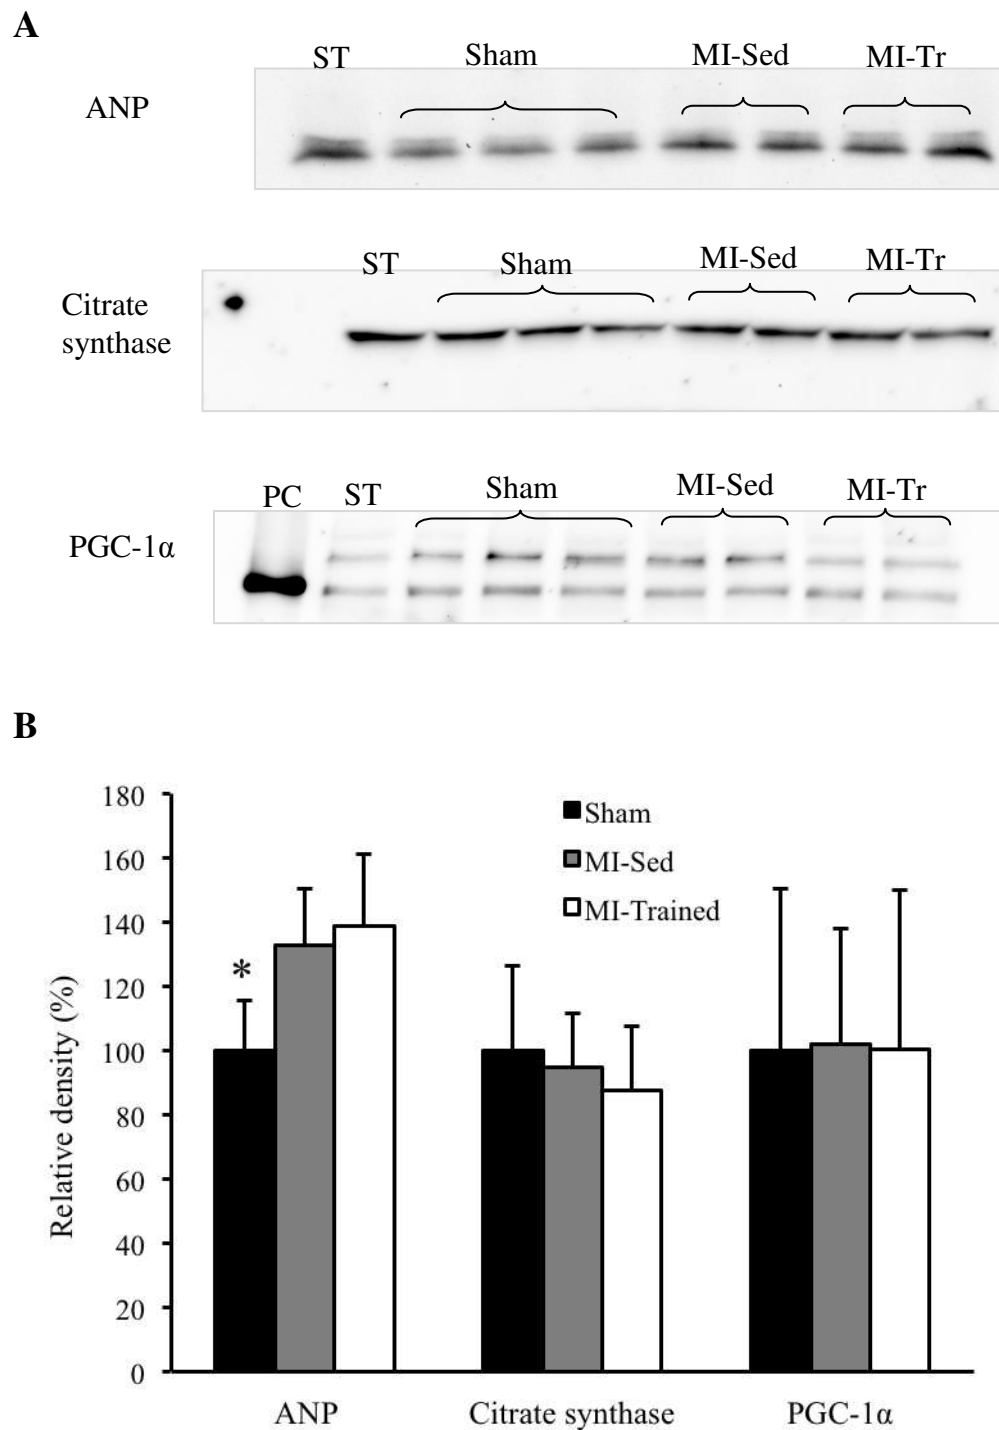 A
ST Sham MI-Sed MI-Tr
ANP
ST Sham MI-Sed MI-Tr
Citrate
synthase
PC ST Sham MI-Sed MI-Tr
PGC-1α
B
180
160
140
120
100
80
60
40
20
0
Relative density (%)
*
Sham
MI-Sed
MI-Trained
ANP Citrate synthase PGC-1α